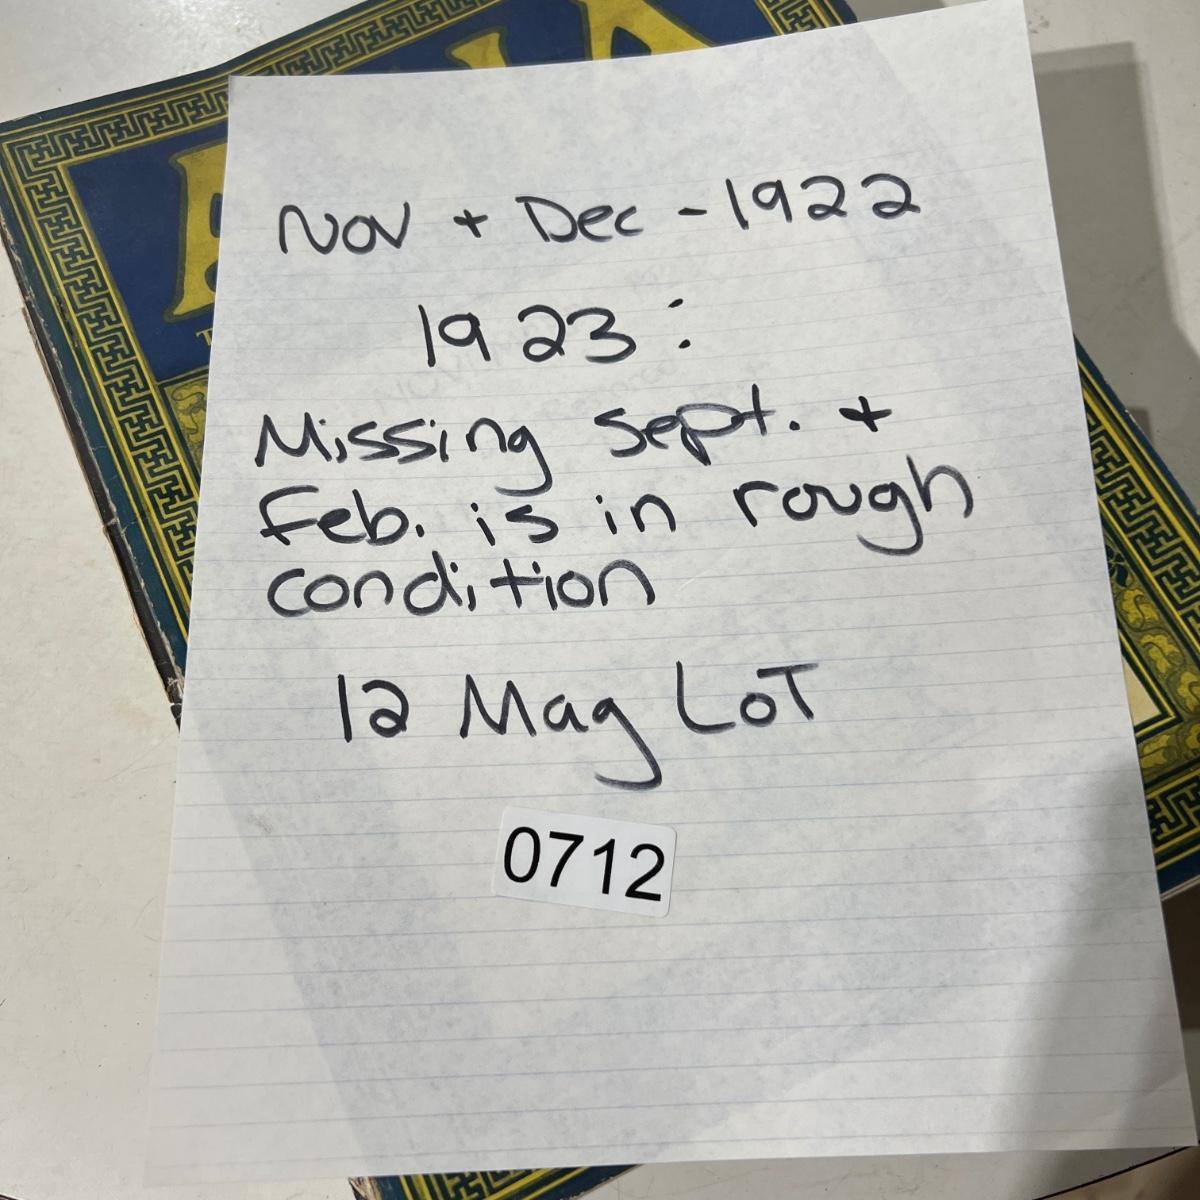 Nov + Dec - 1922
1923:
Missing Sept. +
Feb. is in rough
condition
12 Mag LoT
0712